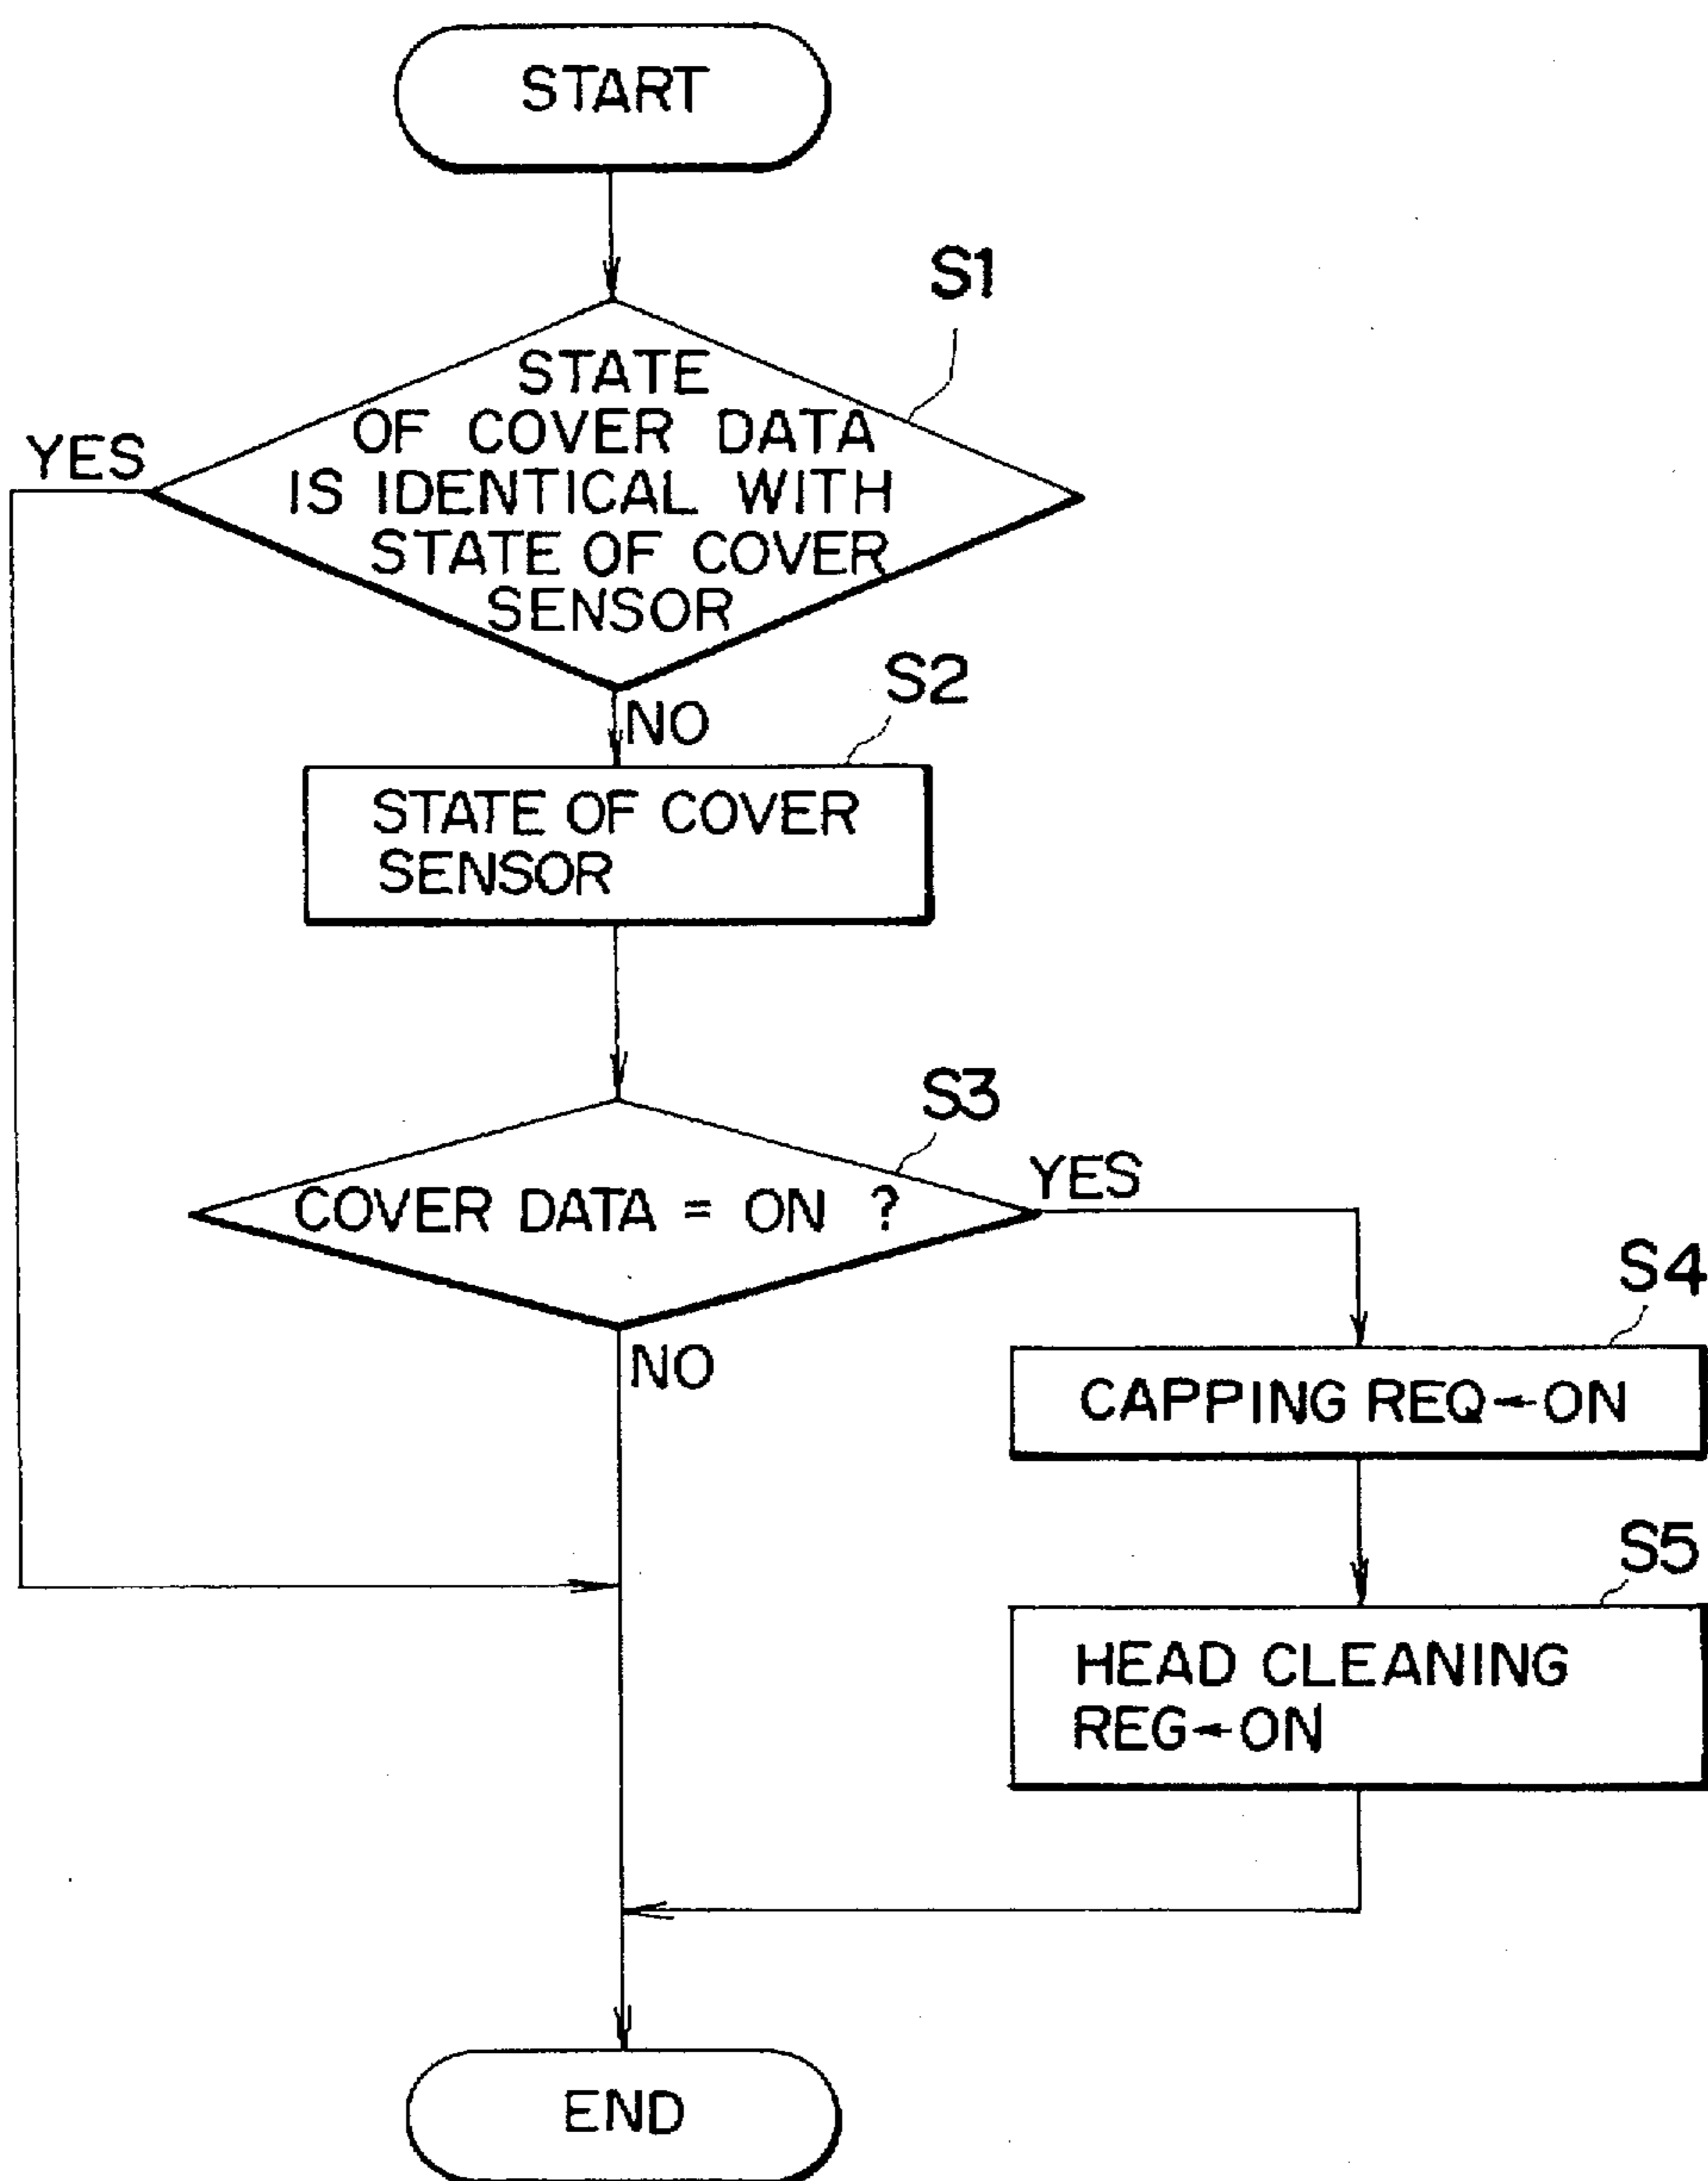 START
S1
STATE
OF COVER DATA
IS IDENTICAL WITH
STATE OF COVER
SENSOR
YES
NO
S2
STATE OF COVER
SENSOR
S3
COVER DATA = ON ?
YES
NO
S4
CAPPING REQ←ON
S5
HEAD CLEANING
REG←ON
END